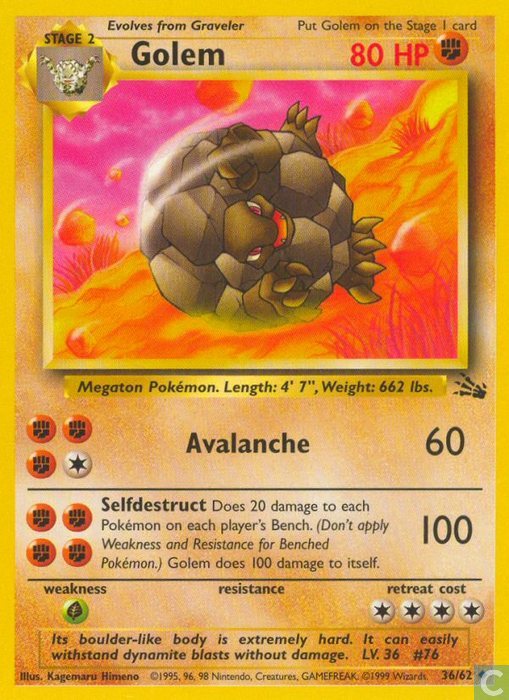 Evolves from Graveler
Put Golem on the Stage 1 card
STAGE 2
Golem
80 HP
Megaton Pokémon. Length: 4' 7", Weight: 662 lbs.
Avalanche 60
Selfdestruct Does 20 damage to each
Pokémon on each player's Bench. (Don't apply
Weakness and Resistance for Benched
Pokémon.) Golem does 100 damage to itself.
100
weakness resistance retreat cost
Its boulder-like body is extremely hard. It can easily
withstand dynamite blasts without damage. LV. 36 #76
Illus. Kagemaru Himeno ©1995, 96, 98 Nintendo, Creatures, GAMEFREAK. ©1999 Wizards. 36/62
C